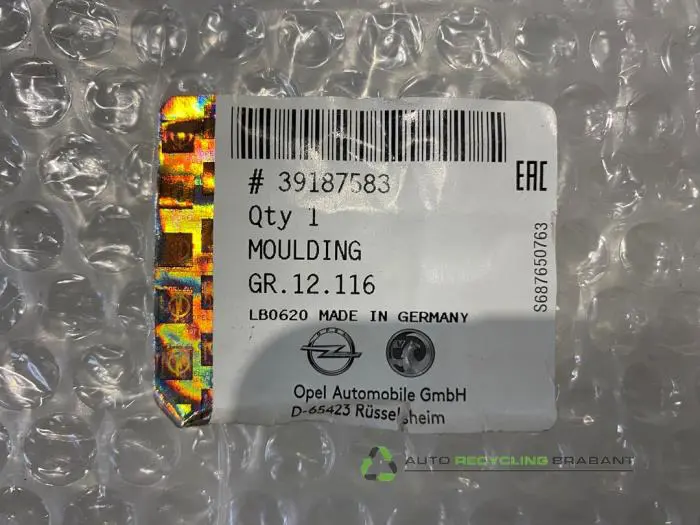 # 39187583
EAC
Qty 1
MOULDING
GR.12.116
LB0620 MADE IN GERMANY
S687650763
OPEL
Opel Automobile GmbH
D-65423 Rüsselsheim
AUTO RECYCLING BRABANT